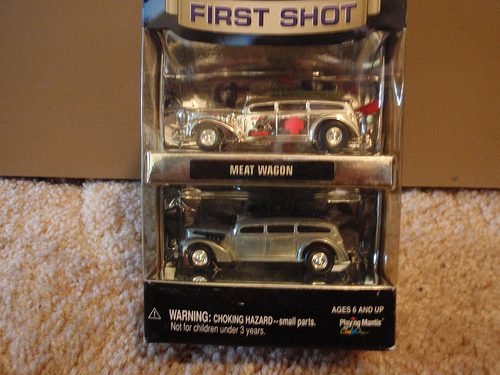 FIRST SHOT
MEAT WAGON
WARNING: CHOKING HAZARD--small parts.
Not for children under 3 years.
AGES 6 AND UP
Playing Mantis